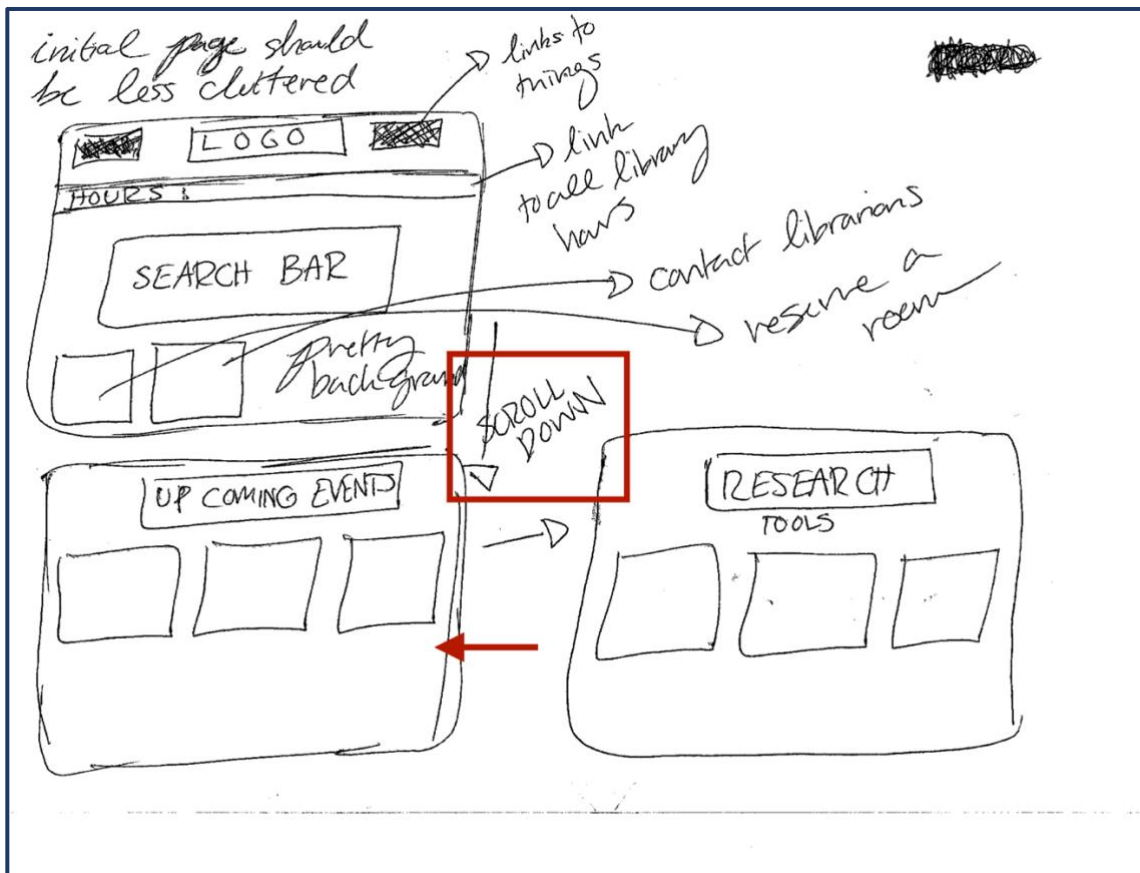 initial page should
be less cluttered
links to
things
LOGO
link
to all library
hours
HOURS :
SEARCH BAR
contact librarians
reserve a
room
pretty
background
SCROLL
DOWN
UP COMING EVENTS
RESEARCH
TOOLS